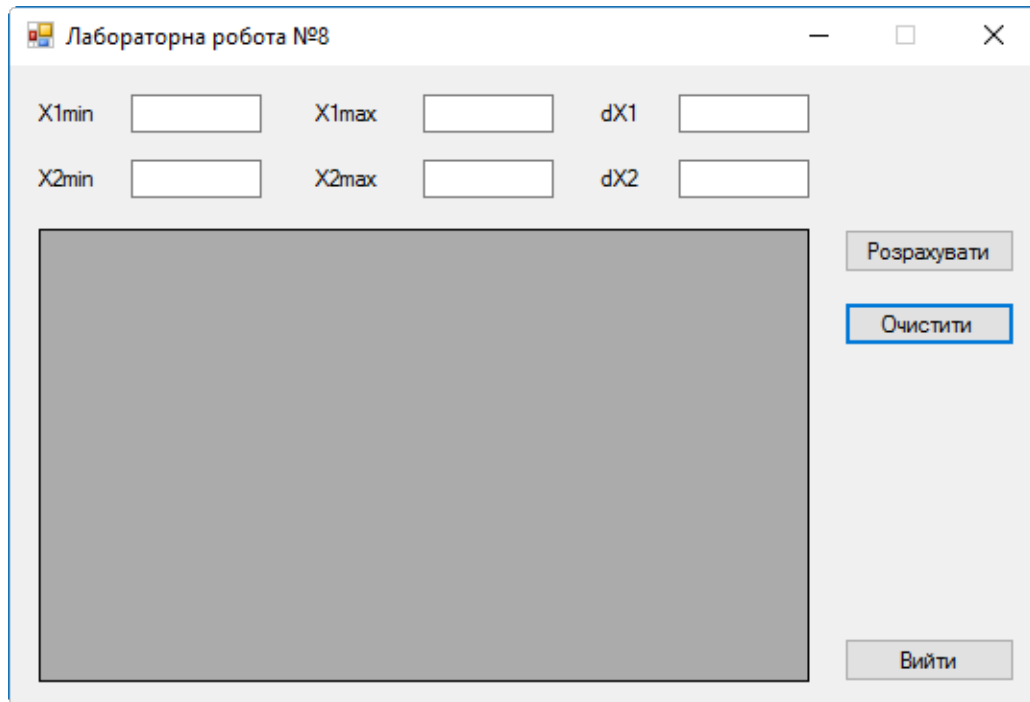 Лабораторна робота №8
X1min X1max dX1
X2min X2max dX2
Розрахувати
Очистити
Вийти